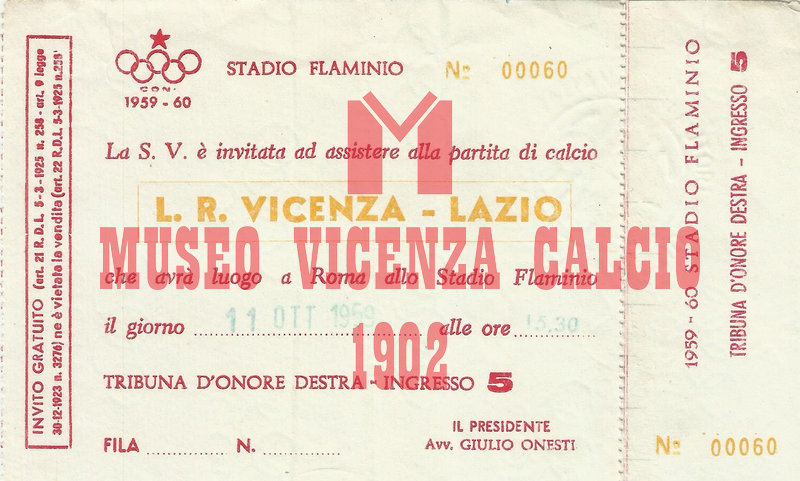 INVITO GRATUITO (art. 21 R.D.L. 5-3-1925 n. 258 - art. 9 legge
30-12-1923 n. 3276) ne è vietata la vendita (art. 22 R.D.L. 5-3-1925 n. 258)
CONI
1959 - 60
STADIO FLAMINIO
No 00060
La S. V. è invitata ad assistere alla partita di calcio
L. R. VICENZA - LAZIO
MUSEO VICENZA CALCIO
1902
che avrà luogo a Roma allo Stadio Flaminio
il giorno 11 OTT 1959 alle ore 15,30
TRIBUNA D'ONORE DESTRA - INGRESSO 5
FILA N.
IL PRESIDENTE
Avv. GIULIO ONESTI
1959 - 60 STADIO FLAMINIO
TRIBUNA D'ONORE DESTRA - INGRESSO 5
No 00060